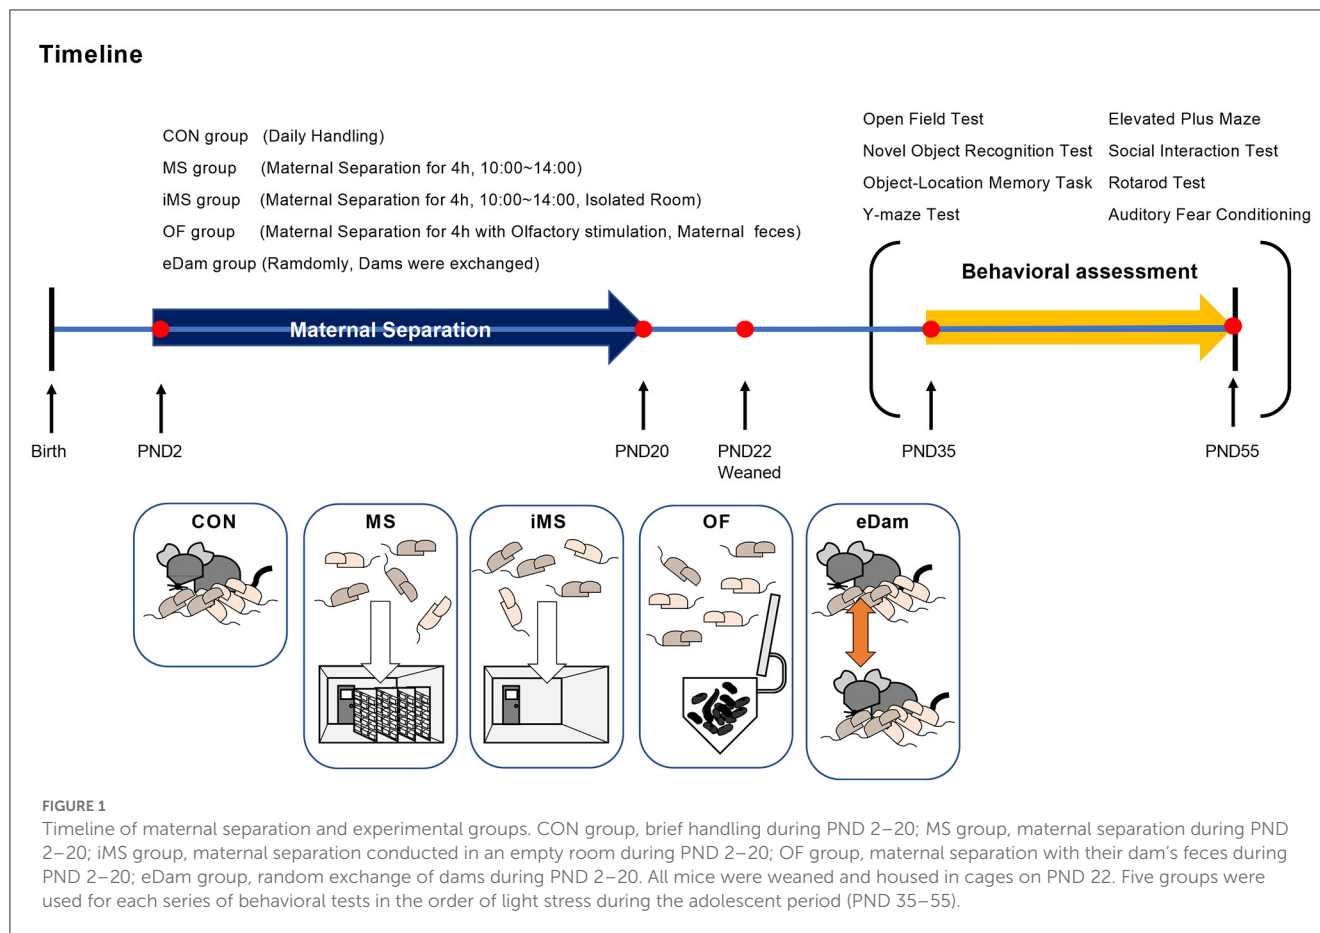 Timeline
CON group (Daily Handling)
MS group (Maternal Separation for 4h, 10:00~14:00)
iMS group (Maternal Separation for 4h, 10:00~14:00, Isolated Room)
OF group (Maternal Separation for 4h with Olfactory stimulation, Maternal feces)
eDam group (Ramdomly, Dams were exchanged)
Open Field Test
Novel Object Recognition Test
Object-Location Memory Task
Y-maze Test
Elevated Plus Maze
Social Interaction Test
Rotarod Test
Auditory Fear Conditioning
Behavioral assessment
Maternal Separation
Birth
PND2
PND20
PND22
Weaned
PND35
PND55
CON
MS
iMS
OF
eDam
FIGURE 1
Timeline of maternal separation and experimental groups. CON group, brief handling during PND 2–20; MS group, maternal separation during PND
2–20; iMS group, maternal separation conducted in an empty room during PND 2–20; OF group, maternal separation with their dam's feces during
PND 2–20; eDam group, random exchange of dams during PND 2–20. All mice were weaned and housed in cages on PND 22. Five groups were
used for each series of behavioral tests in the order of light stress during the adolescent period (PND 35–55).